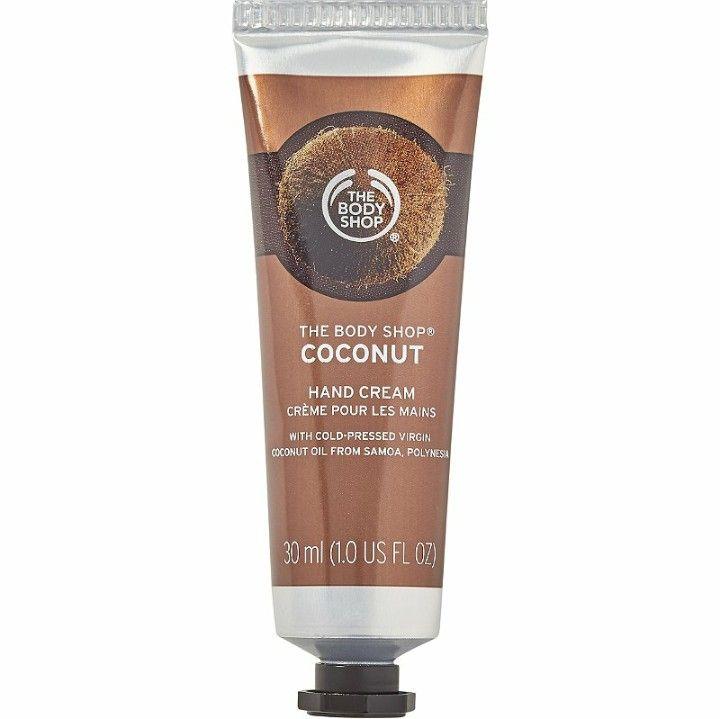 THE
BODY
SHOP®
THE BODY SHOP®
COCONUT
HAND CREAM
CRÈME POUR LES MAINS
WITH COLD-PRESSED VIRGIN
COCONUT OIL FROM SAMOA, POLYNESIA
30 ml (1.0 US FL OZ)